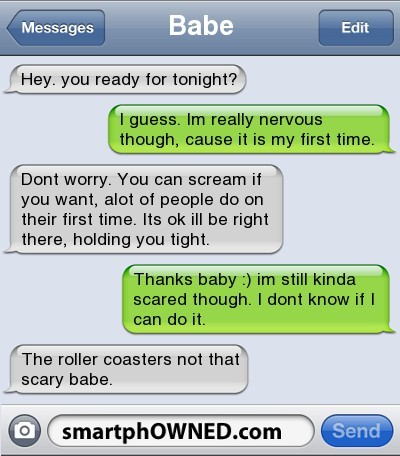 Messages
Babe
Edit
Hey. you ready for tonight?
I guess. Im really nervous
though, cause it is my first time.
Dont worry. You can scream if
you want, alot of people do on
their first time. Its ok ill be right
there, holding you tight.
Thanks baby :) im still kinda
scared though. I dont know if I
can do it.
The roller coasters not that
scary babe.
smartphOWNED.com
Send